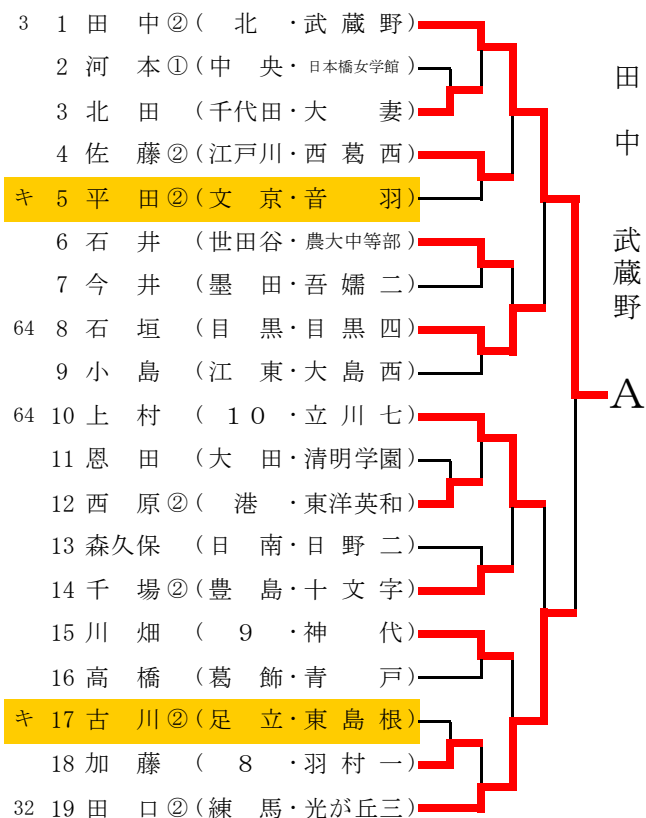 3 1 田 中②( 北 ・武 蔵 野)
2 河 本①(中 央・日本橋女学館)
3 北 田 (千代田・大 妻)
4 佐 藤②(江戸川・西 葛 西)
キ 5 平 田②(文 京・音 羽)
6 石 井 (世田谷・農大中等部)
7 今 井 (墨 田・吾 嬬 二)
64 8 石 垣 (目 黒・目 黒 四)
9 小 島 (江 東・大 島 西)
64 10 上 村 ( 10 ・立 川 七)
11 恩 田 (大 田・清明学園)
12 西 原②( 港 ・東洋英和)
13 森久保 (日 南・日 野 二)
14 千 場②(豊 島・十 文 字)
15 川 畑 ( 9 ・神 代)
16 高 橋 (葛 飾・青 戸)
キ 17 古 川②(足 立・東 島 根)
18 加 藤 ( 8 ・羽 村 一)
32 19 田 口②(練 馬・光が丘三)
田中 武蔵野
A